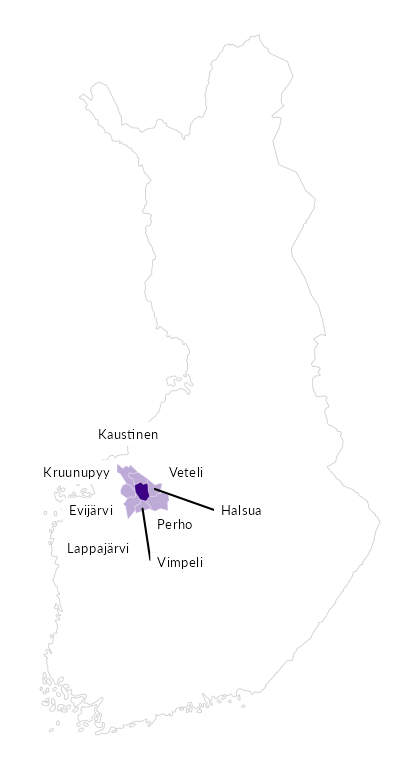 Kaustinen
Kruunupyy
Veteli
Evijärvi
Halsua
Perho
Lappajärvi
Vimpeli